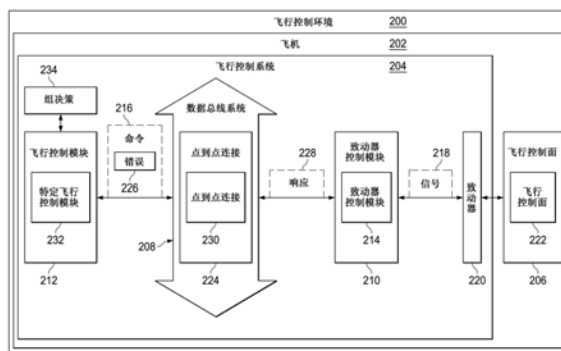 飞行控制环境 200
飞机 202
飞行控制系统 204
234
组决策
216
命令
错误
226
数据总线系统
飞行控制模块
特定飞行
控制模块
232
212
点到点连接
点到点连接
230
208
224
228
响应
致动器
控制模块
致动器
控制模块
214
210
218
信号
致动器
220
飞行控制面
飞行
控制面
222
206